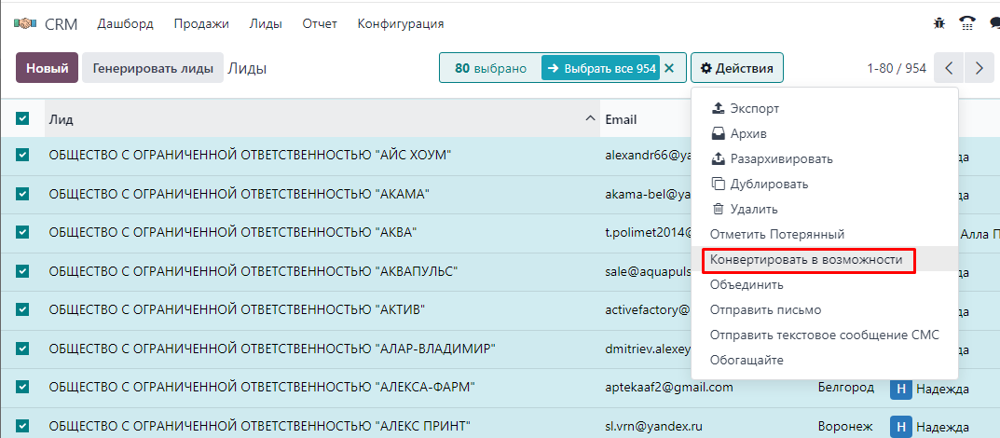 CRM Дашборд Продажи Лиды Отчет Конфигурация
Новый Генерировать лиды Лиды 80 выбрано Выбрать все 954 Действия 1-80 / 954
Лид Email
Экспорт
Архив
Разархивировать
Дублировать
Удалить
Отметить Потерянный
Конвертировать в возможности
Объединить
Отправить письмо
Отправить текстовое сообщение СМС
Обогащайте
ОБЩЕСТВО С ОГРАНИЧЕННОЙ ОТВЕТСТВЕННОСТЬЮ "АЙС ХОУМ" alexandr66@ya
ОБЩЕСТВО С ОГРАНИЧЕННОЙ ОТВЕТСТВЕННОСТЬЮ "АКАМА" akama-bel@ya
ОБЩЕСТВО С ОГРАНИЧЕННОЙ ОТВЕТСТВЕННОСТЬЮ "АКВА" t.polimet2014@ Алла П
ОБЩЕСТВО С ОГРАНИЧЕННОЙ ОТВЕТСТВЕННОСТЬЮ "АКВАПУЛЬС" sale@aquapuls
ОБЩЕСТВО С ОГРАНИЧЕННОЙ ОТВЕТСТВЕННОСТЬЮ "АКТИВ" activefactory@
ОБЩЕСТВО С ОГРАНИЧЕННОЙ ОТВЕТСТВЕННОСТЬЮ "АЛАР-ВЛАДИМИР" dmitriev.alexey
ОБЩЕСТВО С ОГРАНИЧЕННОЙ ОТВЕТСТВЕННОСТЬЮ "АЛЕКСА-ФАРМ" aptekaaf2@gmail.com Белгород Н Надежда
ОБЩЕСТВО С ОГРАНИЧЕННОЙ ОТВЕТСТВЕННОСТЬЮ "АЛЕКС ПРИНТ" sl.vrn@yandex.ru Воронеж Н Надежда